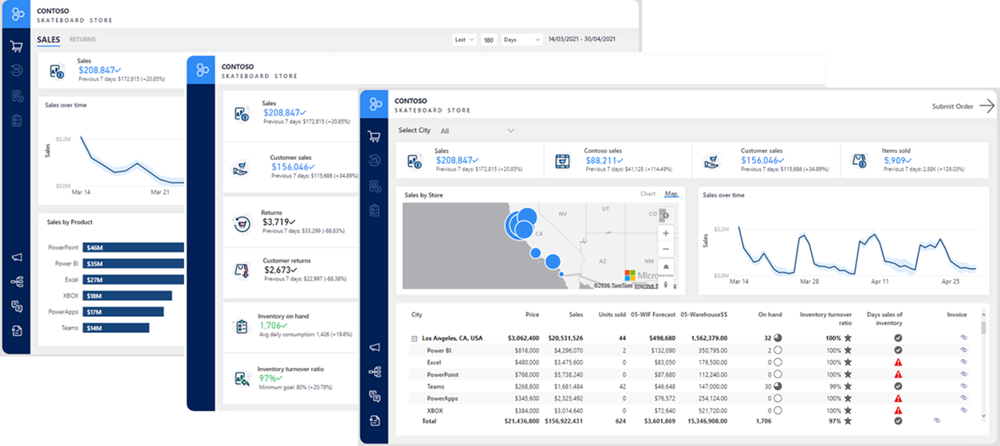 CONTOSO
SKATEBOARD STORE
SALES RETURNS
Last 180 Days 14/03/2021 - 30/04/2021
Sales
$208,847
Previous 7 days: $172,815 (+20.85%)
Sales over time
Sales
$0.2M
$0.0M
Mar 14 Mar 21
Sales by Product
PowerPoint $46M
Power BI $35M
Excel $27M
XBOX $18M
PowerApps $17M
Teams $14M
CONTOSO
SKATEBOARD STORE
Sales
$208,847
Previous 7 days: $172,815 (+20.85%)
Customer sales
$156,046
Previous 7 days: $115,686 (+34.89%)
Returns
$3,719
Previous 7 days: $33,299 (-88.83%)
Customer returns
$2,673
Previous 7 days: $22,997 (-88.38%)
Inventory on hand
1,706
Avg daily consumption: 1,426 (+19.6%)
Inventory turnover ratio
97%
Minimum goal: 80% (+20.78%)
CONTOSO
SKATEBOARD STORE
Submit Order
Select City All
Sales
$208,847
Previous 7 days: $172,815 (+20.85%)
Contoso sales
$88,211
Previous 7 days: $41,125 (+114.49%)
Customer sales
$156,046
Previous 7 days: $115,686 (+34.89%)
Items sold
5,909
Previous 7 days: 2.58K (+129.03%)
Sales by Store
Chart Map
NV UT CO
CA
AZ NM
©2020 TomTom Improve
Sales over time
Sales
$0.2M
$0.0M
Mar 14 Mar 28 Apr 11 Apr 25
City Price Sales Units sold 05-WIF Forecast 05-Warehouse$$ On hand Inventory turnover ratio Days sales of inventory Invoice
Los Angeles, CA, USA $3,062,400 $20,531,526 44 $498,680 1,562,379.00 32 100%
Power BI $816,000 $4,296,070 2 $132,090 350,795.00 2 100%
Excel $480,000 $3,475,600 0 $83,050 176,500.00 0 100%
PowerPoint $768,000 $5,738,240 0 $87,680 112,240.00 0 100%
Teams $268,800 $1,681,484 42 $46,648 147,000.00 30 99%
PowerApps $345,600 $2,325,492 0 $76,572 254,124.00 0 100%
XBOX $384,000 $3,014,640 0 $72,640 521,720.00 0 100%
Total $21,436,800 $156,922,431 624 $3,601,869 15,346,908.00 1,706 97%